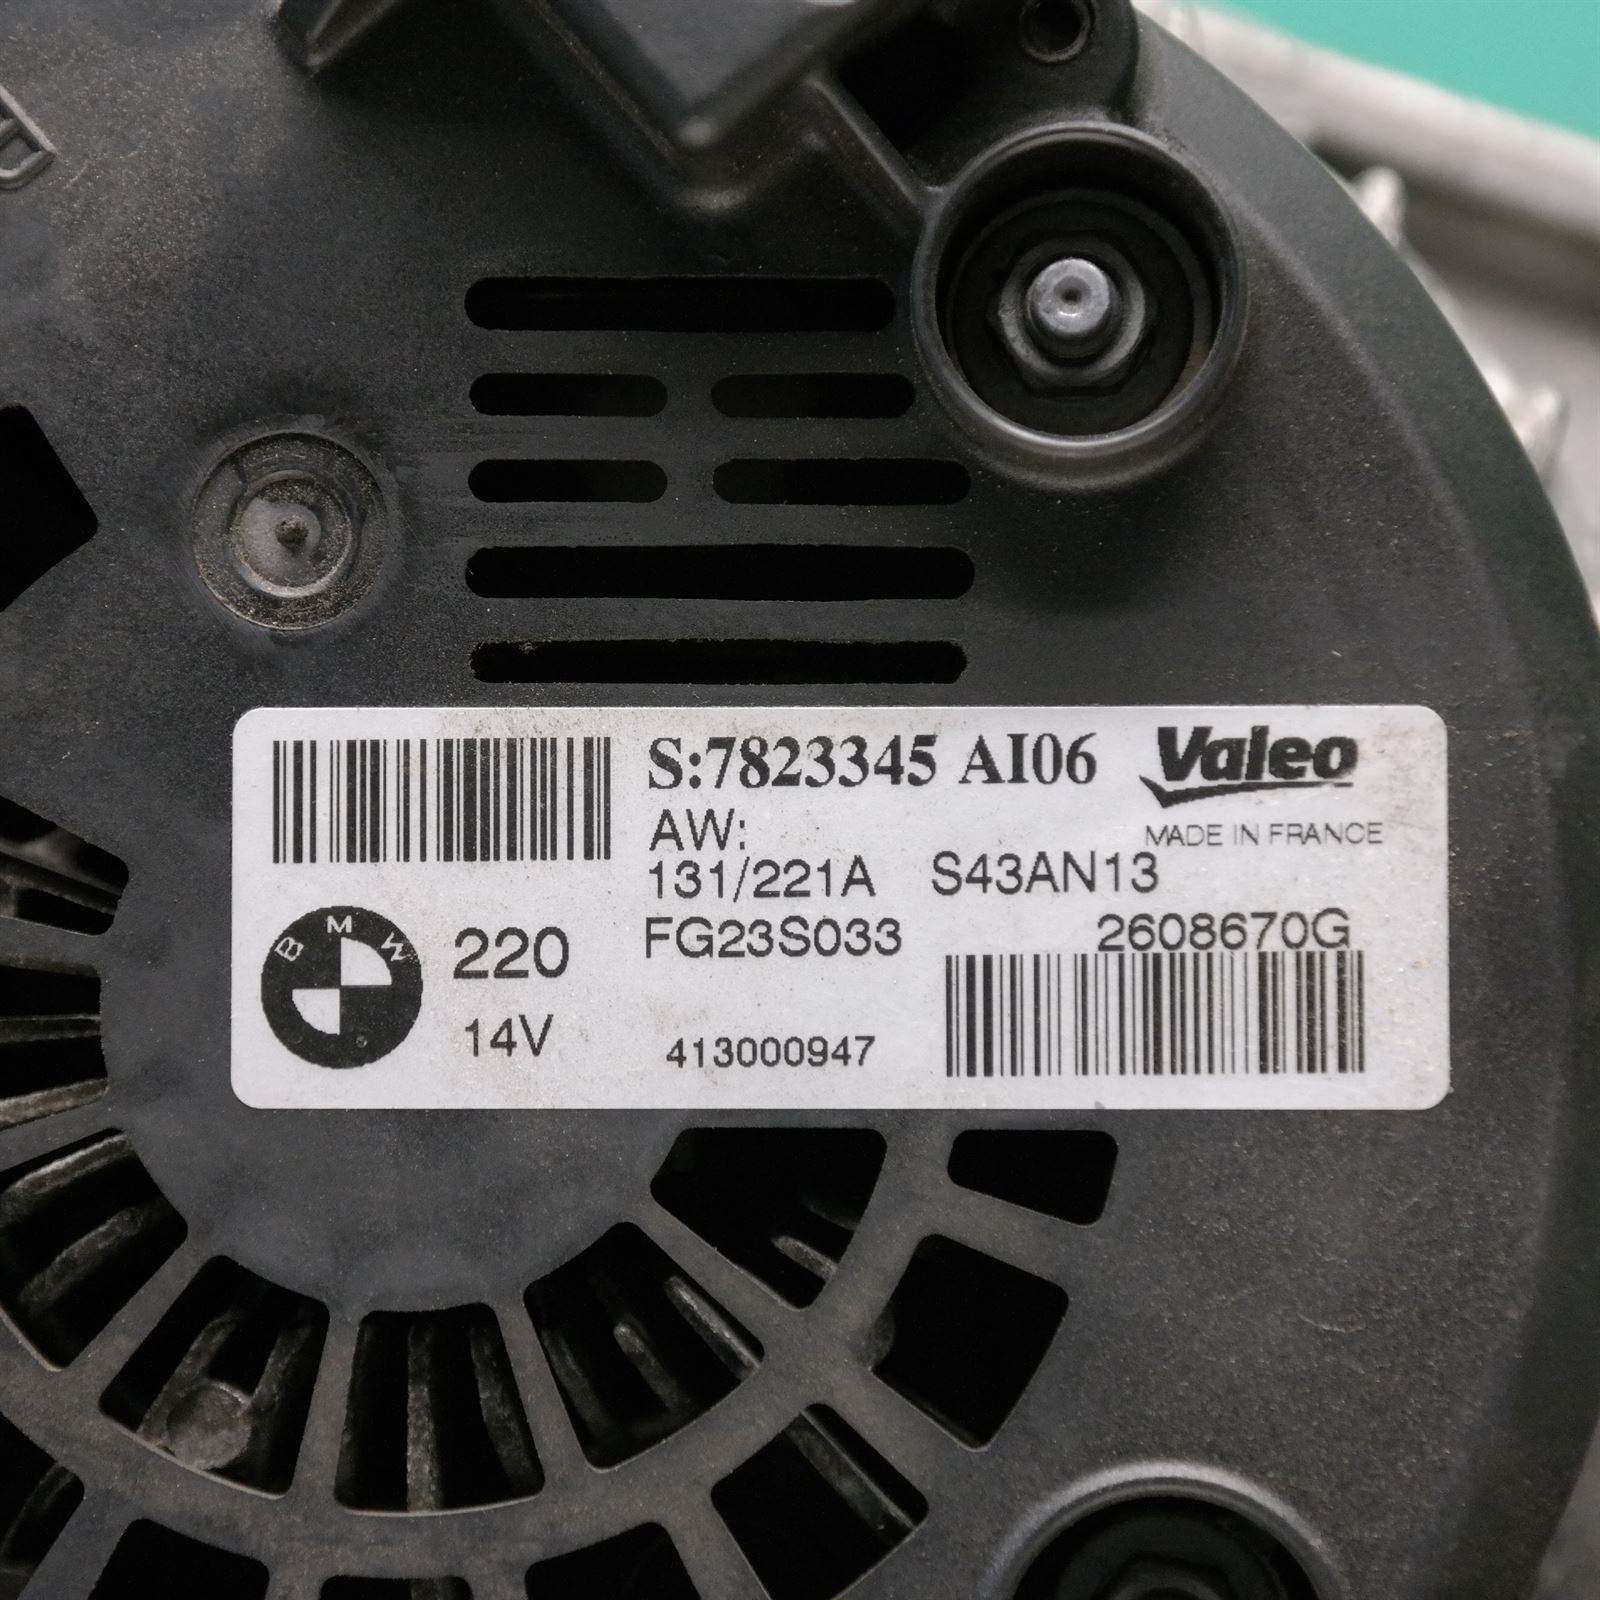 S:7823345 AI06
Valeo
MADE IN FRANCE
AW:
131/221A S43AN13
FG23S033 2608670G
BMW
220
14V
413000947